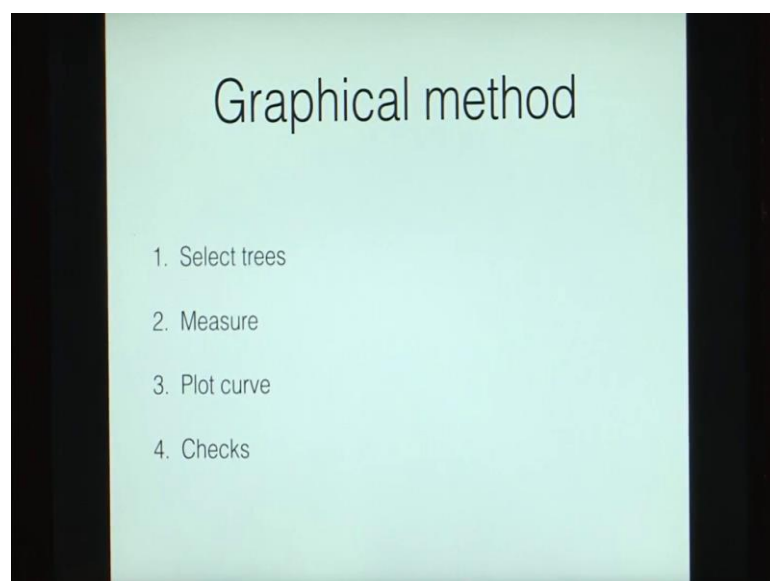 Graphical method
1. Select trees
2. Measure
3. Plot curve
4. Checks